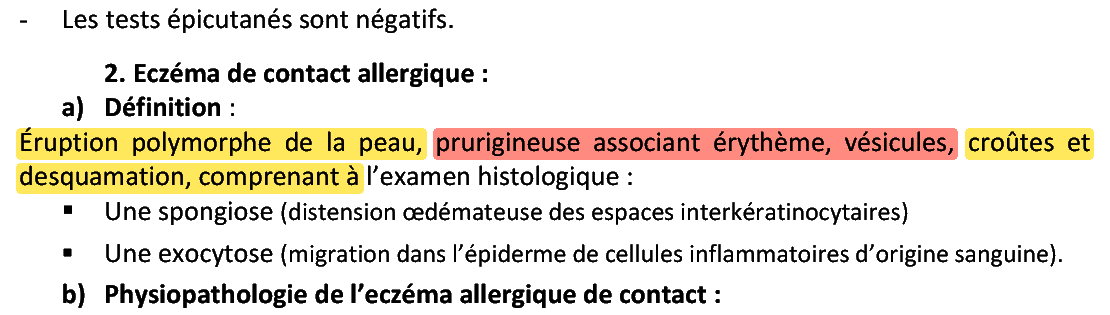 - Les tests épicutanés sont négatifs.
2. Eczéma de contact allergique :
a) Définition :
Éruption polymorphe de la peau, prurigineuse associant érythème, vésicules, croûtes et
desquamation, comprenant à l’examen histologique :
▪ Une spongiose (distension œdémateuse des espaces interkératinocytaires)
▪ Une exocytose (migration dans l’épiderme de cellules inflammatoires d’origine sanguine).
b) Physiopathologie de l’eczéma allergique de contact :